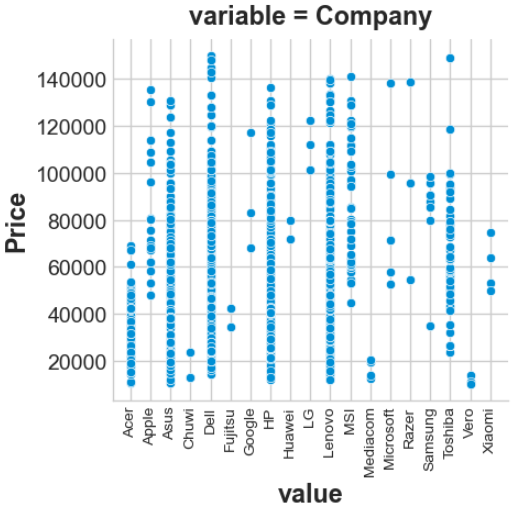 variable = Company
140000
120000
100000
80000
60000
40000
20000
Price
Acer
Apple
Asus
Chuwi
Dell
Fujitsu
Google
HP
Huawei
LG
Lenovo
MSI
Mediacom
Microsoft
Razer
Samsung
Toshiba
Vero
Xiaomi
value